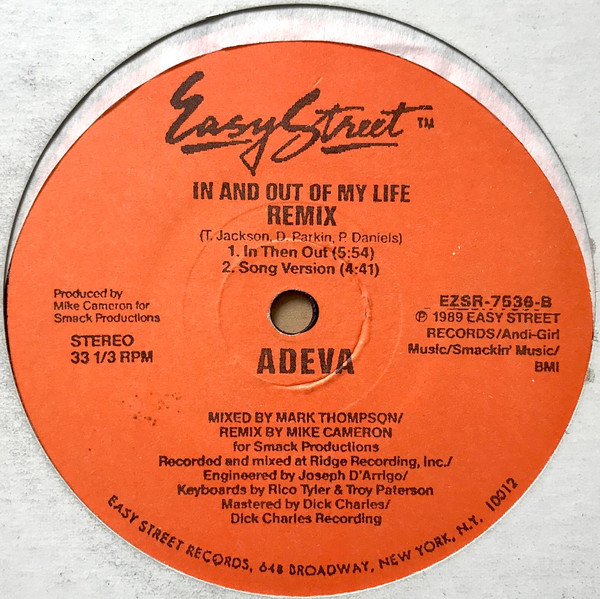 Easy Street ™
IN AND OUT OF MY LIFE
REMIX
(T. Jackson, D. Parkin, P. Daniels)
1. In Then Out (5:54)
2. Song Version (4:41)
Produced by
Mike Cameron for
Smack Productions
STEREO
33 1/3 RPM
EZSR-7536-B
℗ 1989 EASY STREET
RECORDS/Andi-Girl
Music/Smackin' Music/
BMI
ADEVA
MIXED BY MARK THOMPSON/
REMIX BY MIKE CAMERON
for Smack Productions
Recorded and mixed at Ridge Recording, Inc./
Engineered by Joseph D'Arrigo/
Keyboards by Rico Tyler & Troy Paterson
Mastered by Dick Charles/
Dick Charles Recording
EASY STREET RECORDS, 648 BROADWAY, NEW YORK, N.Y. 10012